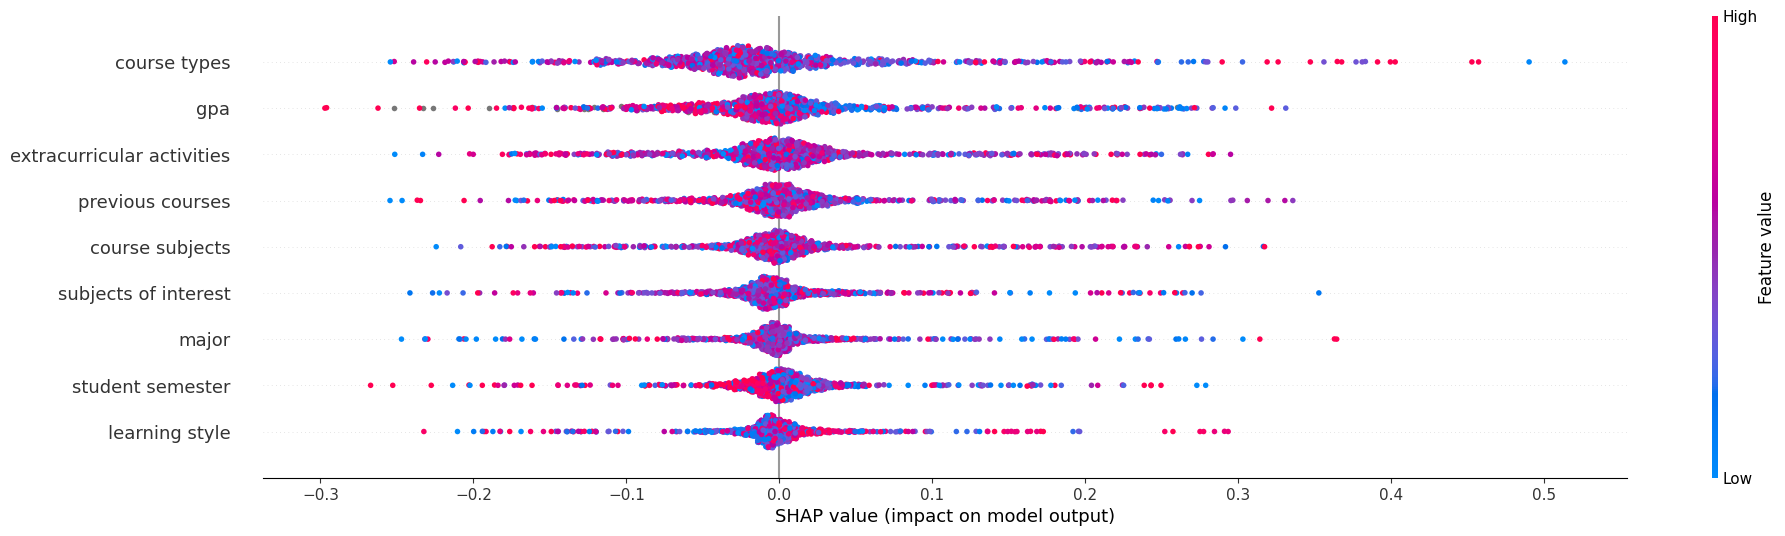 High
course types
gpa
extracurricular activities
previous courses
course subjects
subjects of interest
major
student semester
learning style
Feature value
Low
−0.3 −0.2 −0.1 0.0 0.1 0.2 0.3 0.4 0.5
SHAP value (impact on model output)